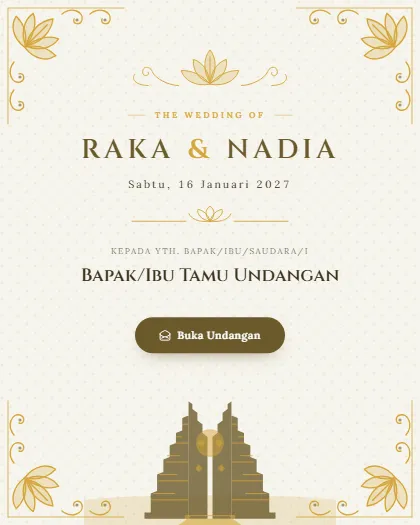 THE WEDDING OF
RAKA & NADIA
Sabtu, 16 Januari 2027
KEPADA YTH. BAPAK/IBU/SAUDARA/I
Bapak/Ibu Tamu Undangan
Buka Undangan